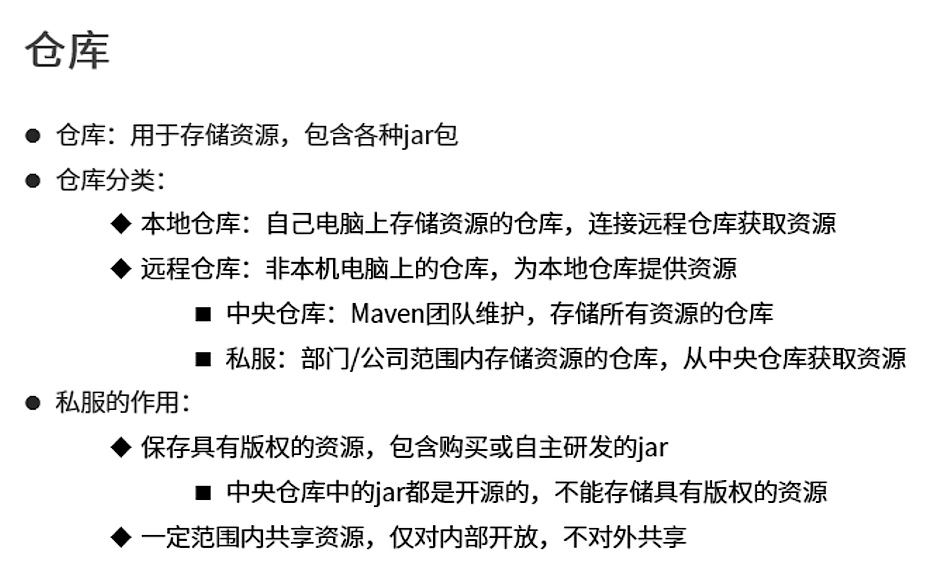 仓库
● 仓库：用于存储资源，包含各种jar包
● 仓库分类：
◆ 本地仓库：自己电脑上存储资源的仓库，连接远程仓库获取资源
◆ 远程仓库：非本机电脑上的仓库，为本地仓库提供资源
■ 中央仓库：Maven团队维护，存储所有资源的仓库
■ 私服：部门/公司范围内存储资源的仓库，从中央仓库获取资源
● 私服的作用：
◆ 保存具有版权的资源，包含购买或自主研发的jar
■ 中央仓库中的jar都是开源的，不能存储具有版权的资源
◆ 一定范围内共享资源，仅对内部开放，不对外共享